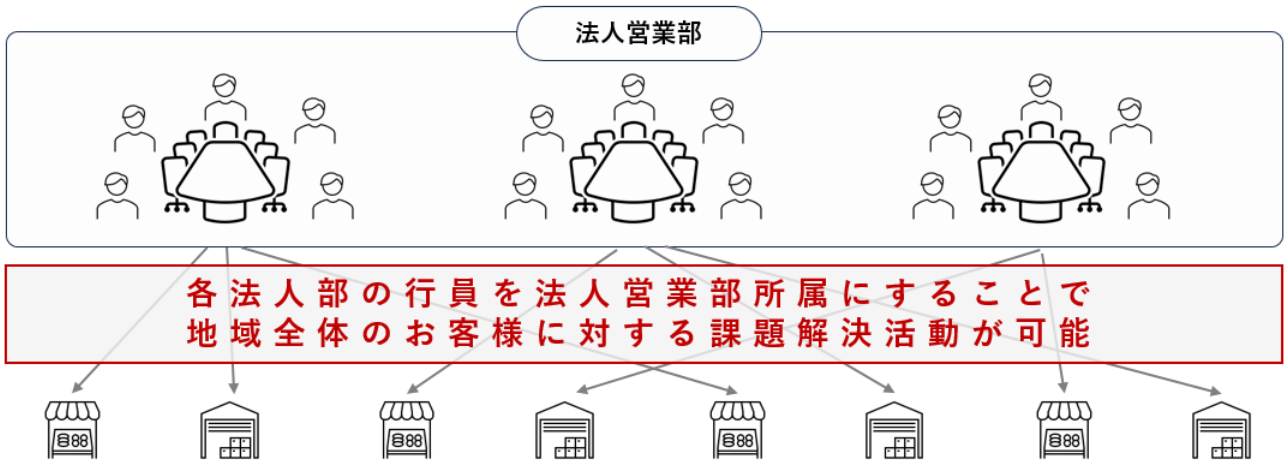 法人営業部
各法人部の行員を法人営業部所属にすることで
地域全体のお客様に対する課題解決活動が可能